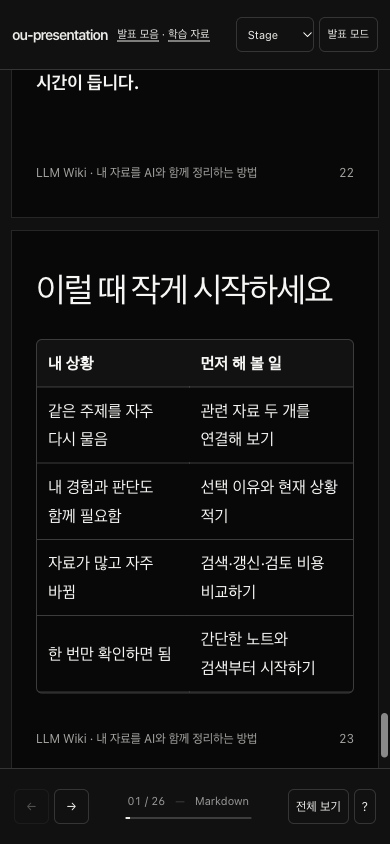 ou-presentation 발표 모음 · 학습 자료 Stage 발표 모드
시간이 듭니다.
LLM Wiki · 내 자료를 AI와 함께 정리하는 방법 22
이럴 때 작게 시작하세요
내 상황 먼저 해 볼 일
같은 주제를 자주
다시 물음
관련 자료 두 개를
연결해 보기
내 경험과 판단도
함께 필요함
선택 이유와 현재 상황
적기
자료가 많고 자주
바뀜
검색·갱신·검토 비용
비교하기
한 번만 확인하면 됨
간단한 노트와
검색부터 시작하기
LLM Wiki · 내 자료를 AI와 함께 정리하는 방법 23
← → 01 / 26 — Markdown 전체 보기 ?